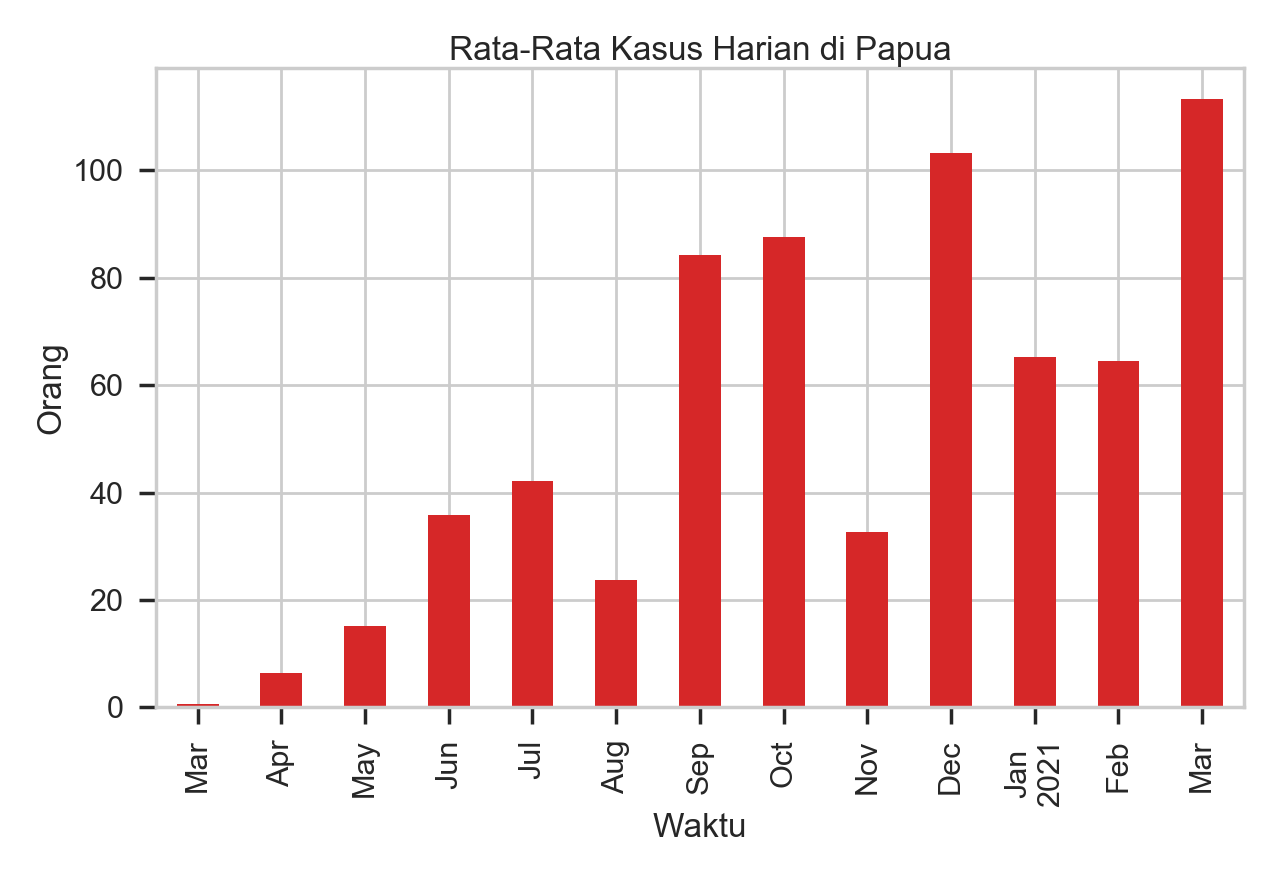 Rata-Rata Kasus Harian di Papua
100
80
60
40
20
0
Orang
Mar
Apr
May
Jun
Jul
Aug
Sep
Oct
Nov
Dec
Jan
2021
Feb
Mar
Waktu